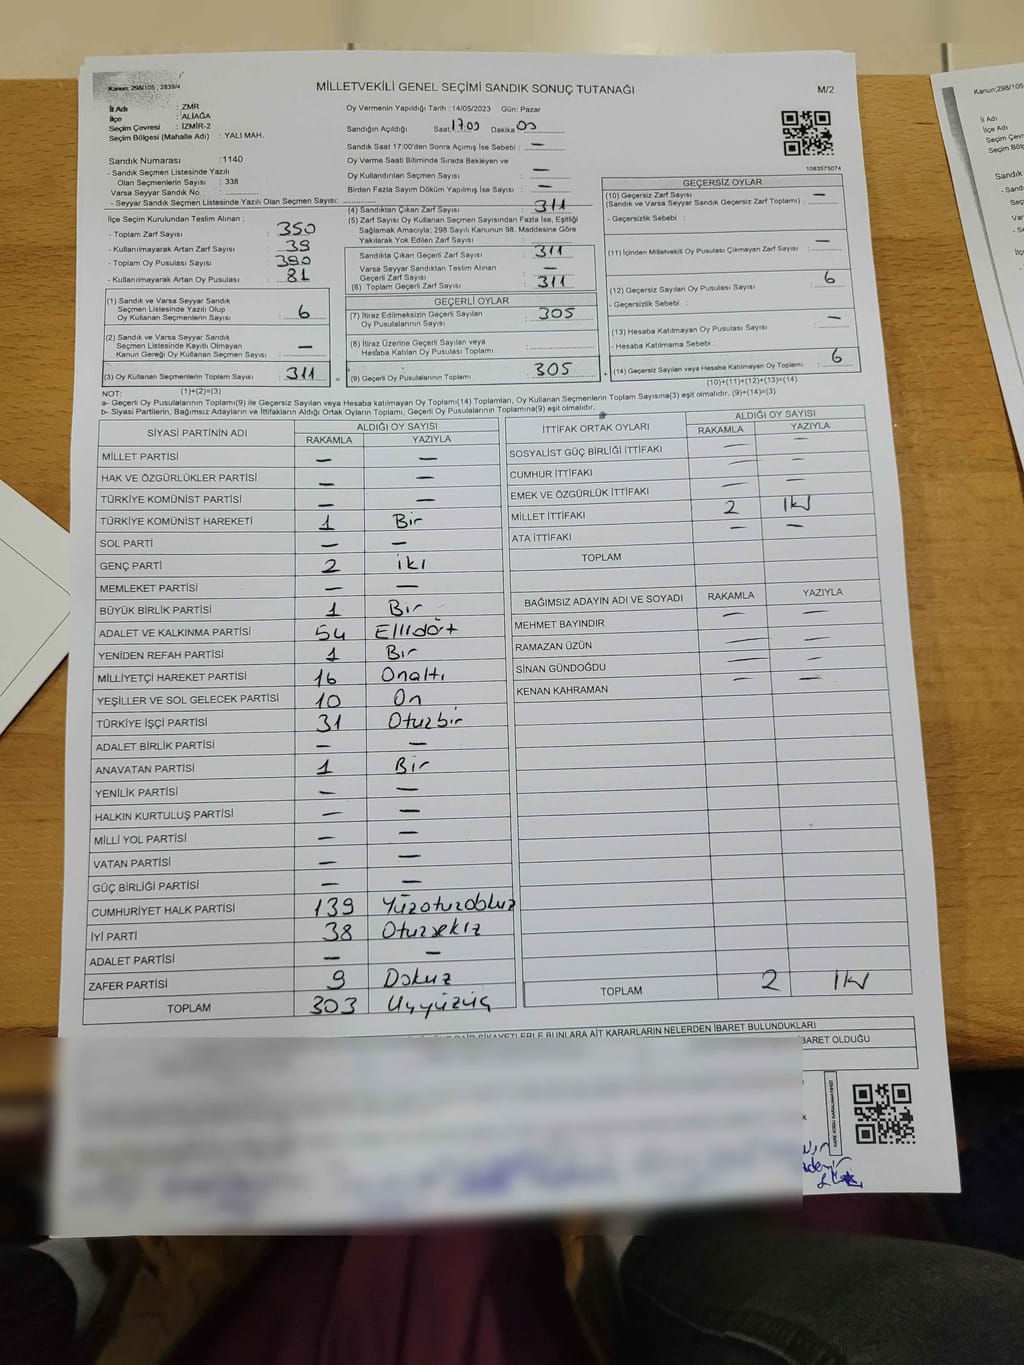 Kanun; 298/105 , 2839/4
MİLLETVEKİLİ GENEL SEÇİMİ SANDIK SONUÇ TUTANAĞI
M/2
İl Adı : ZMR
İlçe : ALİAĞA
Seçim Çevresi : İZMİR-2
Seçim Bölgesi (Mahalle Adı) : YALI MAH.
Oy Vermenin Yapıldığı Tarih : 14/05/2023 Gün: Pazar
Sandığın Açıldığı Saat: 17.00 Dakika 00
Sandık Saat 17:00'den Sonra Açımış İse Sebebi : —
Oy Verme Saati Bitiminde Sırada Bekleyen ve
Oy Kullandırılan Seçmen Sayısı : —
Birden Fazla Sayım Döküm Yapılmış İse Sayısı : —
1083575074
Sandık Numarası : 1140
- Sandık Seçmen Listesinde Yazılı
Olan Seçmenlerin Sayısı : 338
Varsa Seyyar Sandık No :
- Seyyar Sandık Seçmen Listesinde Yazılı Olan Seçmen Sayısı:
İlçe Seçim Kurulundan Teslim Alınan ;
- Toplam Zarf Sayısı : 350
- Kullanılmayarak Artan Zarf Sayısı : 39
- Toplam Oy Pusulası Sayısı : 390
- Kullanılmayarak Artan Oy Pusulası : 81
(1) Sandık ve Varsa Seyyar Sandık
Seçmen Listesinde Yazılı Olup
Oy Kullanan Seçmenlerin Sayısı : 6
(2) Sandık ve Varsa Seyyar Sandık
Seçmen Listesinde Kayıtlı Olmayan
Kanun Gereği Oy Kullanan Seçmen Sayısı : —
(3) Oy Kullanan Seçmenlerin Toplam Sayısı : 311
(1)+(2)=(3)
(4) Sandıktan Çıkan Zarf Sayısı : 311
(5) Zarf Sayısı Oy Kullanan Seçmen Sayısından Fazla İse, Eşitliği
Sağlamak Amacıyla; 298 Sayılı Kanunun 98. Maddesine Göre
Yakılarak Yok Edilen Zarf Sayısı :
Sandıkta Çıkan Geçerli Zarf Sayısı : 311
Varsa Seyyar Sandıktan Teslim Alınan
Geçerli Zarf Sayısı : —
(6) Toplam Geçerli Zarf Sayısı : 311
GEÇERLİ OYLAR
(7) İtiraz Edilmeksizin Geçerli Sayılan
Oy Pusulalarının Sayısı : 305
(8) İtiraz Üzerine Geçerli Sayılan veya
Hesaba Katılan Oy Pusulası Toplamı :
= (9) Geçerli Oy Pusulalarının Toplamı : 305
GEÇERSİZ OYLAR
(10) Geçersiz Zarf Sayısı
(Sandık ve Varsa Seyyar Sandık Geçersiz Zarf Toplamı) : —
- Geçersizlik Sebebi :
(11) İçinden Milletvekili Oy Pusulası Çıkmayan Zarf Sayısı : —
(12) Geçersiz Sayılan Oy Pusulası Sayısı : 6
- Geçersizlik Sebebi :
(13) Hesaba Katılmayan Oy Pusulası Sayısı : —
- Hesaba Katılmama Sebebi :
+ (14) Geçersiz Sayılan veya Hesaba Katılmayan Oy Toplamı : 6
(10)+(11)+(12)+(13)=(14)
NOT:
a- Geçerli Oy Pusulalarının Toplamı(9) ile Geçersiz Sayılan veya Hesaba katılmayan Oy Toplamı(14) Toplamları, Oy Kullanan Seçmenlerin Toplam Sayısına(3) eşit olmalıdır. (9)+(14)=(3)
b- Siyasi Partilerin, Bağımsız Adayların ve İttifakların Aldığı Ortak Oyların Toplamı, Geçerli Oy Pusulalarının Toplamına(9) eşit olmalıdır.
SİYASİ PARTİNİN ADI ALDIĞI OY SAYISI
RAKAMLA YAZIYLA
MİLLET PARTİSİ — —
HAK VE ÖZGÜRLÜKLER PARTİSİ — —
TÜRKİYE KOMÜNİST PARTİSİ — —
TÜRKİYE KOMÜNİST HAREKETİ 1 Bir
SOL PARTİ — —
GENÇ PARTİ 2 iki
MEMLEKET PARTİSİ — —
BÜYÜK BİRLİK PARTİSİ 1 Bir
ADALET VE KALKINMA PARTİSİ 54 Ellidört
YENİDEN REFAH PARTİSİ 1 Bir
MİLLİYETÇİ HAREKET PARTİSİ 16 Onaltı
YEŞİLLER VE SOL GELECEK PARTİSİ 10 On
TÜRKİYE İŞÇİ PARTİSİ 31 Oturbir
ADALET BİRLİK PARTİSİ — —
ANAVATAN PARTİSİ 1 Bir
YENİLİK PARTİSİ — —
HALKIN KURTULUŞ PARTİSİ — —
MİLLİ YOL PARTİSİ — —
VATAN PARTİSİ — —
GÜÇ BİRLİĞİ PARTİSİ — —
CUMHURİYET HALK PARTİSİ 139 Yüzoturdokuz
İYİ PARTİ 38 Otuzsekiz
ADALET PARTİSİ — —
ZAFER PARTİSİ 9 Dokuz
TOPLAM 303 Üçyüzüç
İTTİFAK ORTAK OYLARI ALDIĞI OY SAYISI
RAKAMLA YAZIYLA
SOSYALİST GÜÇ BİRLİĞİ İTTİFAKI — —
CUMHUR İTTİFAKI — —
EMEK VE ÖZGÜRLÜK İTTİFAKI — —
MİLLET İTTİFAKI 2 İki
ATA İTTİFAKI — —
TOPLAM
BAĞIMSIZ ADAYIN ADI VE SOYADI RAKAMLA YAZIYLA
MEHMET BAYINDIR — —
RAMAZAN ÜZÜN — —
SİNAN GÜNDOĞDU — —
KENAN KAHRAMAN — —
TOPLAM 2 İki
ŞİKAYETLERLE BUNLARA AİT KARARLARIN NELERDEN İBARET BULUNDUKLARI
İBARET OLDUĞU